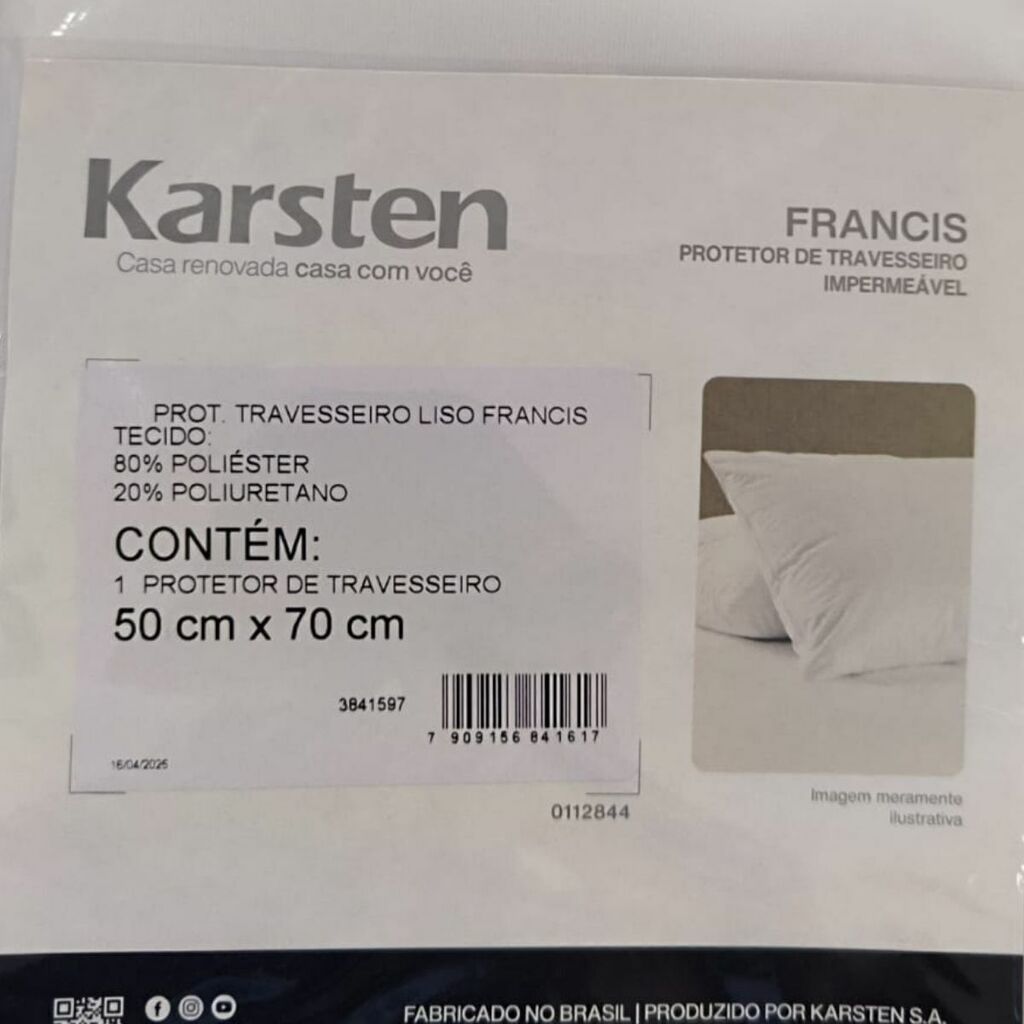 Karsten
Casa renovada casa com você
FRANCIS
PROTETOR DE TRAVESSEIRO
IMPERMEÁVEL
PROT. TRAVESSEIRO LISO FRANCIS
TECIDO:
80% POLIÉSTER
20% POLIURETANO
CONTÉM:
1 PROTETOR DE TRAVESSEIRO
50 cm x 70 cm
3841597
7 909156 841617
16/04/2025
0112844
Imagem meramente
ilustrativa
FABRICADO NO BRASIL | PRODUZIDO POR KARSTEN S.A.